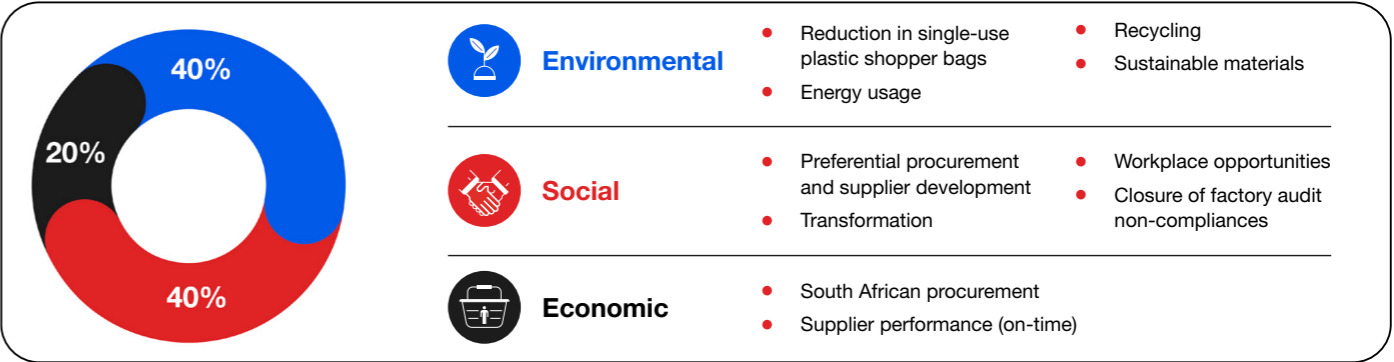 40%
20%
40%
Environmental
Reduction in single-use
plastic shopper bags
Energy usage
Recycling
Sustainable materials
Social
Preferential procurement
and supplier development
Transformation
Workplace opportunities
Closure of factory audit
non-compliances
Economic
South African procurement
Supplier performance (on-time)